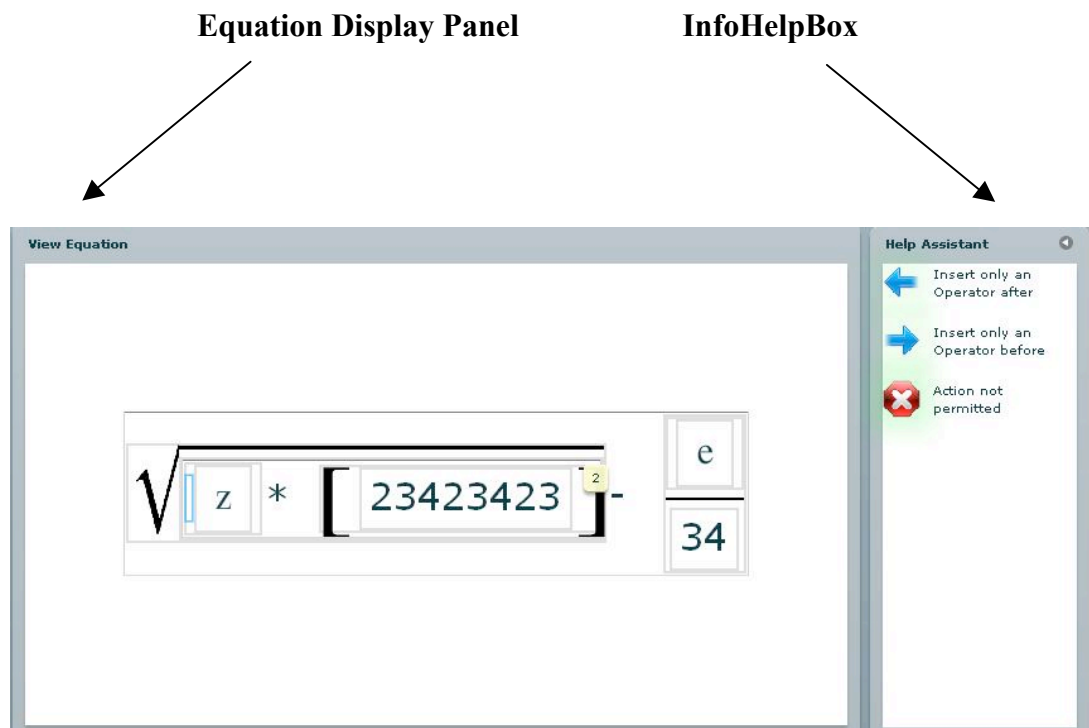 Equation Display Panel
InfoHelpBox
View Equation
Help Assistant
Insert only an
Operator after
Insert only an
Operator before
Action not
permitted
√ z * [ 23423423 ] 2 -
e
34